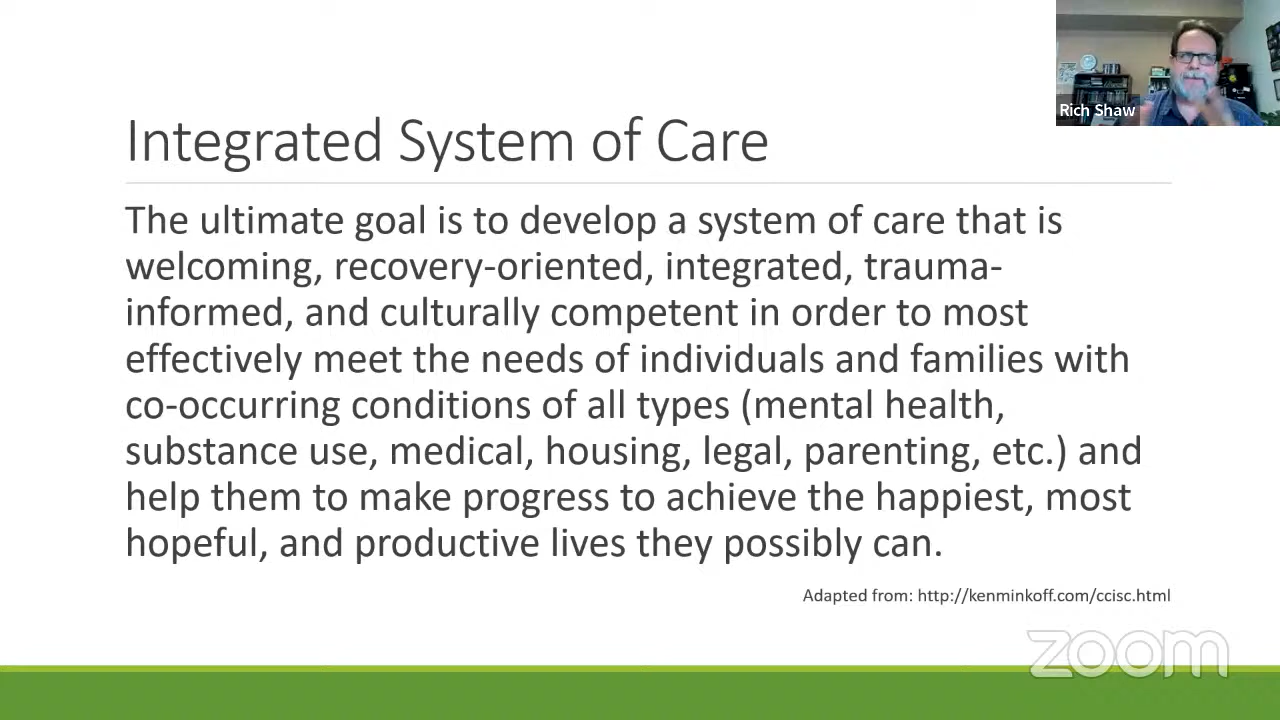 Rich Shaw
Integrated System of Care
The ultimate goal is to develop a system of care that is
welcoming, recovery-oriented, integrated, trauma-
informed, and culturally competent in order to most
effectively meet the needs of individuals and families with
co-occurring conditions of all types (mental health,
substance use, medical, housing, legal, parenting, etc.) and
help them to make progress to achieve the happiest, most
hopeful, and productive lives they possibly can.
Adapted from: http://kenminkoff.com/ccisc.html
zoom